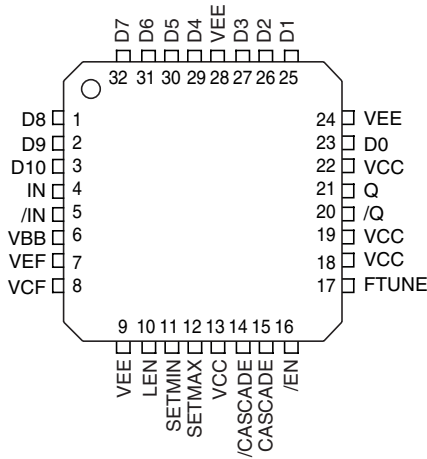 D7 D6 D5 D4 VEE D3 D2 D1
32 31 30 29 28 27 26 25
D8 1 24 VEE
D9 2 23 D0
D10 3 22 VCC
IN 4 21 Q
/IN 5 20 /Q
VBB 6 19 VCC
VEF 7 18 VCC
VCF 8 17 FTUNE
9 10 11 12 13 14 15 16
VEE LEN SETMIN SETMAX VCC /CASCADE CASCADE /EN